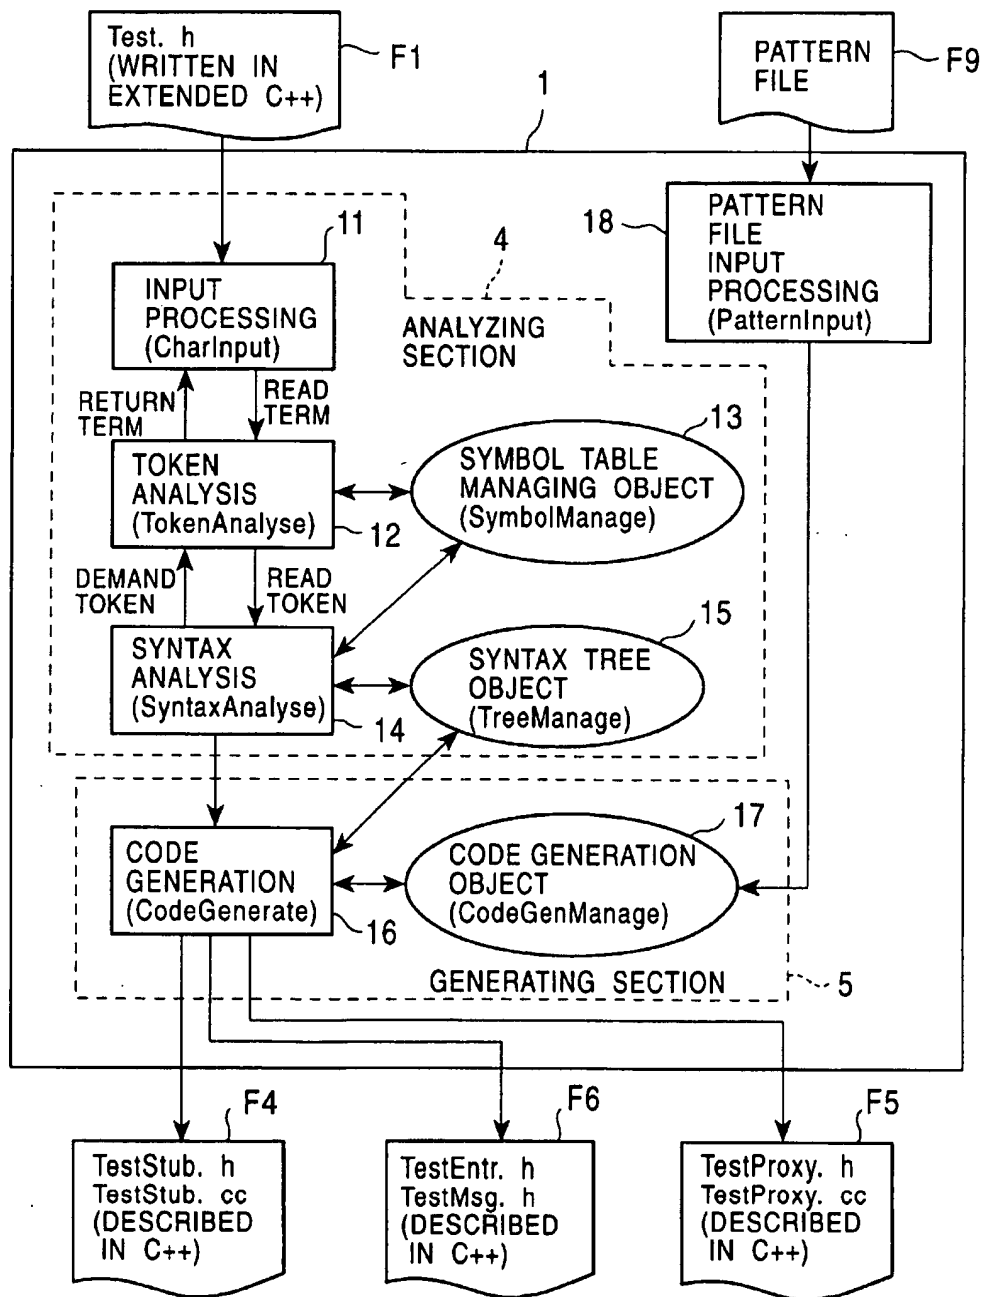 Test. h
(WRITTEN IN
EXTENDED C++)
F1
PATTERN
FILE
F9
1
11
INPUT
PROCESSING
(CharInput)
4
ANALYZING
SECTION
18
PATTERN
FILE
INPUT
PROCESSING
(PatternInput)
RETURN
TERM
READ
TERM
TOKEN
ANALYSIS
(TokenAnalyse)
12
13
SYMBOL TABLE
MANAGING OBJECT
(SymbolManage)
DEMAND
TOKEN
READ
TOKEN
SYNTAX
ANALYSIS
(SyntaxAnalyse)
14
15
SYNTAX TREE
OBJECT
(TreeManage)
CODE
GENERATION
(CodeGenerate)
16
17
CODE GENERATION
OBJECT
(CodeGenManage)
GENERATING SECTION
5
F4
TestStub. h
TestStub. cc
(DESCRIBED
IN C++)
F6
TestEntr. h
TestMsg. h
(DESCRIBED
IN C++)
F5
TestProxy. h
TestProxy. cc
(DESCRIBED
IN C++)